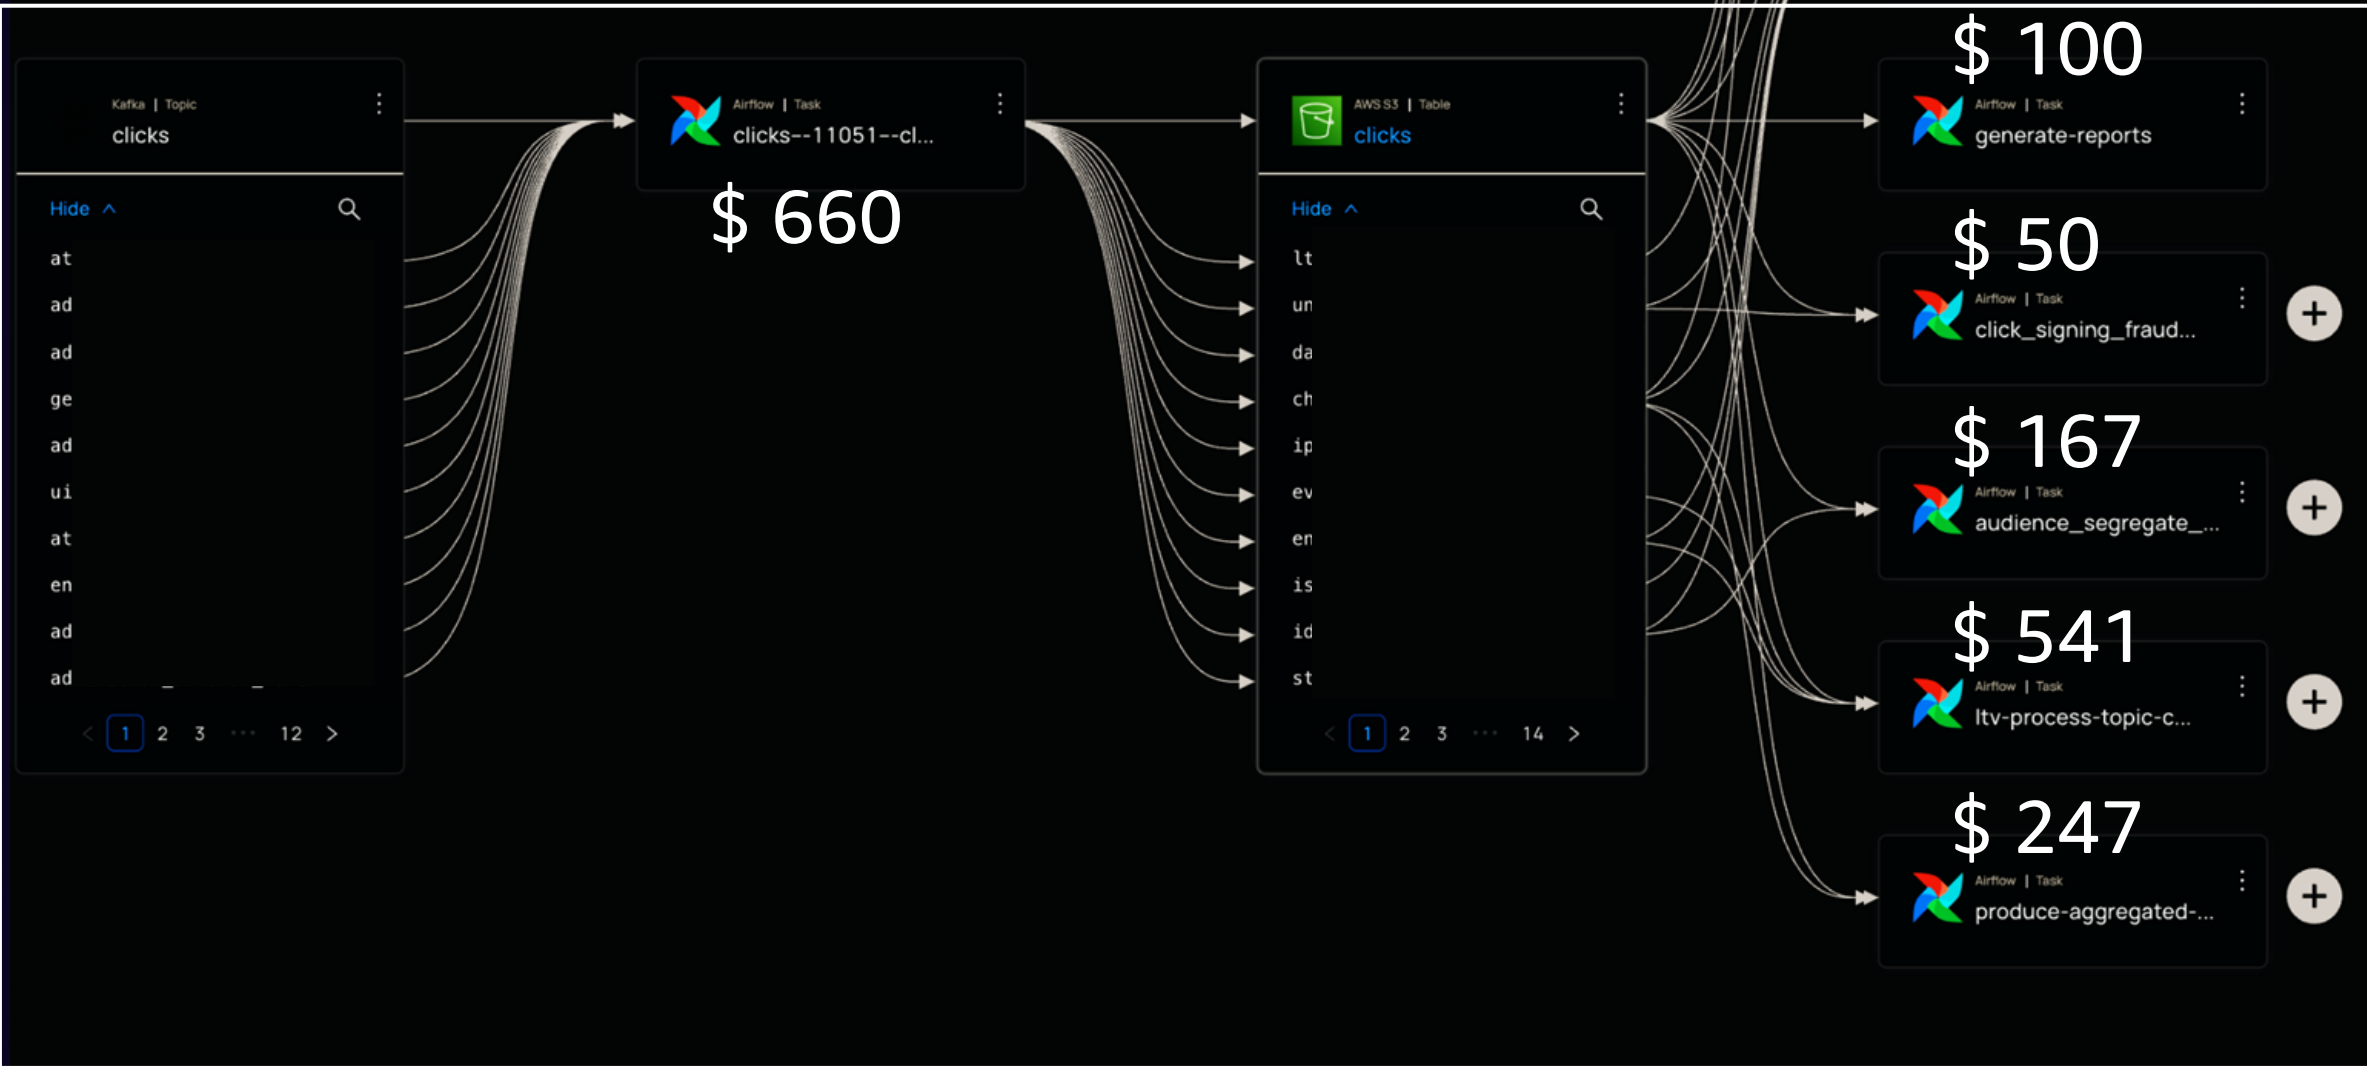 Kafka | Topic
clicks
Hide
at
ad
ad
ge
ad
ui
at
en
ad
ad
1 2 3 ··· 12
Airflow | Task
clicks--11051--cl...
$ 660
AWS S3 | Table
clicks
Hide
lt
un
da
ch
ip
ev
en
is
id
st
1 2 3 ··· 14
$ 100
Airflow | Task
generate-reports
$ 50
Airflow | Task
click_signing_fraud...
$ 167
Airflow | Task
audience_segregate_...
$ 541
Airflow | Task
ltv-process-topic-c...
$ 247
Airflow | Task
produce-aggregated-...